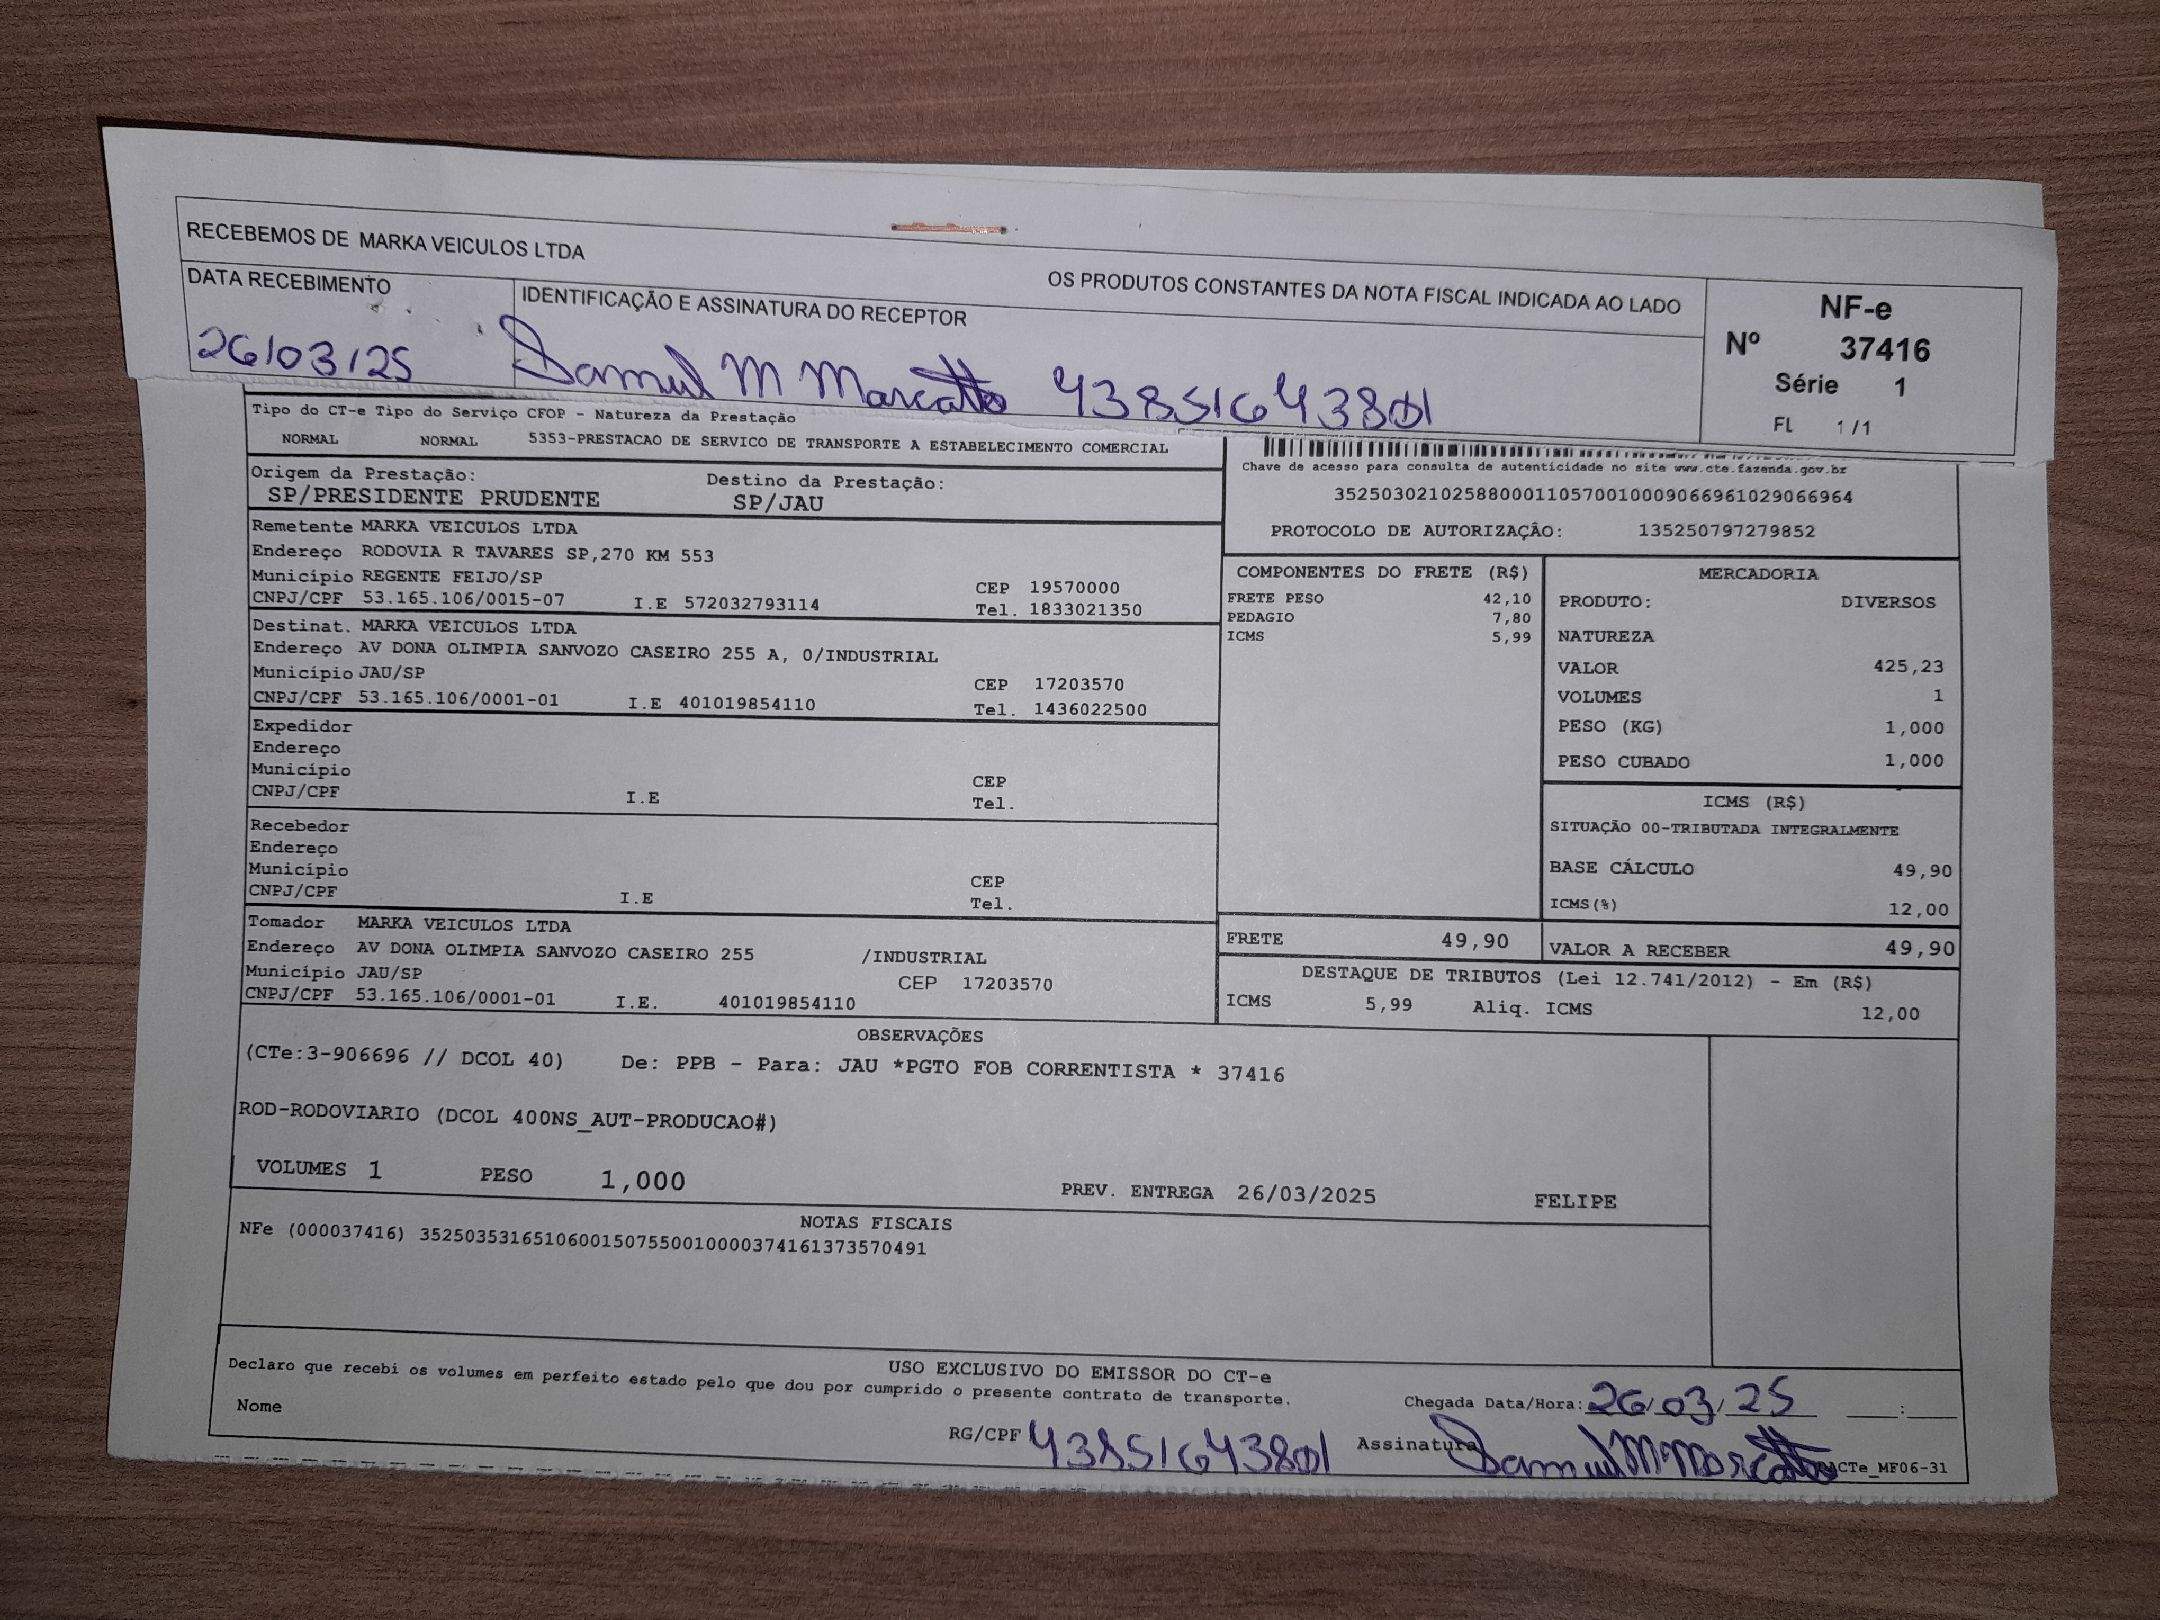 RECEBEMOS DE MARKA VEICULOS LTDA
OS PRODUTOS CONSTANTES DA NOTA FISCAL INDICADA AO LADO
DATA RECEBIMENTO
IDENTIFICAÇÃO E ASSINATURA DO RECEPTOR
26/03/25 Samuel M Marcatto 43851643801
NF-e
Nº 37416
Série 1
FL 1/1
Tipo do CT-e Tipo do Serviço CFOP - Natureza da Prestação
NORMAL NORMAL 5353-PRESTACAO DE SERVICO DE TRANSPORTE A ESTABELECIMENTO COMERCIAL
Origem da Prestação: Destino da Prestação:
SP/PRESIDENTE PRUDENTE SP/JAU
Chave de acesso para consulta de autenticidade no site www.cte.fazenda.gov.br
35250302102588000110570010009066961029066964
PROTOCOLO DE AUTORIZAÇÂO: 135250797279852
Remetente MARKA VEICULOS LTDA
Endereço RODOVIA R TAVARES SP,270 KM 553
Município REGENTE FEIJO/SP CEP 19570000
CNPJ/CPF 53.165.106/0015-07 I.E 572032793114 Tel. 1833021350
Destinat. MARKA VEICULOS LTDA
Endereço AV DONA OLIMPIA SANVOZO CASEIRO 255 A, 0/INDUSTRIAL
Município JAU/SP CEP 17203570
CNPJ/CPF 53.165.106/0001-01 I.E 401019854110 Tel. 1436022500
Expedidor
Endereço
Município CEP
CNPJ/CPF I.E Tel.
Recebedor
Endereço
Município CEP
CNPJ/CPF I.E Tel.
Tomador MARKA VEICULOS LTDA
Endereço AV DONA OLIMPIA SANVOZO CASEIRO 255 /INDUSTRIAL
Município JAU/SP CEP 17203570
CNPJ/CPF 53.165.106/0001-01 I.E. 401019854110
COMPONENTES DO FRETE (R$)
FRETE PESO 42,10
PEDAGIO 7,80
ICMS 5,99
MERCADORIA
PRODUTO: DIVERSOS
NATUREZA
VALOR 425,23
VOLUMES 1
PESO (KG) 1,000
PESO CUBADO 1,000
ICMS (R$)
SITUAÇÃO 00-TRIBUTADA INTEGRALMENTE
BASE CÁLCULO 49,90
ICMS(%) 12,00
FRETE 49,90 VALOR A RECEBER 49,90
DESTAQUE DE TRIBUTOS (Lei 12.741/2012) - Em (R$)
ICMS 5,99 Aliq. ICMS 12,00
OBSERVAÇÕES
(CTe:3-906696 // DCOL 40) De: PPB - Para: JAU *PGTO FOB CORRENTISTA * 37416
ROD-RODOVIARIO (DCOL 400NS_AUT-PRODUCAO#)
VOLUMES 1 PESO 1,000 PREV. ENTREGA 26/03/2025 FELIPE
NOTAS FISCAIS
NFe (000037416) 35250353165106001507550010000374161373570491
USO EXCLUSIVO DO EMISSOR DO CT-e
Declaro que recebi os volumes em perfeito estado pelo que dou por cumprido o presente contrato de transporte.
Chegada Data/Hora: 26/03/25 __:__
Nome RG/CPF 43851643801 Assinatura Samuel M Marcatto DACTe_MF06-31